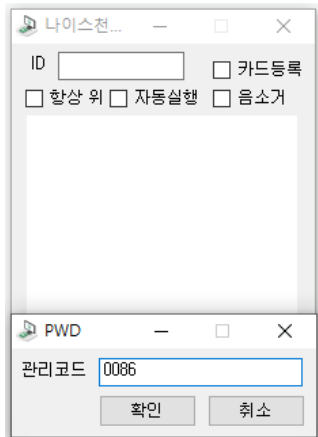 나이스천...
ID
카드등록
항상 위 자동실행 음소거
PWD
관리코드 0086
확인 취소